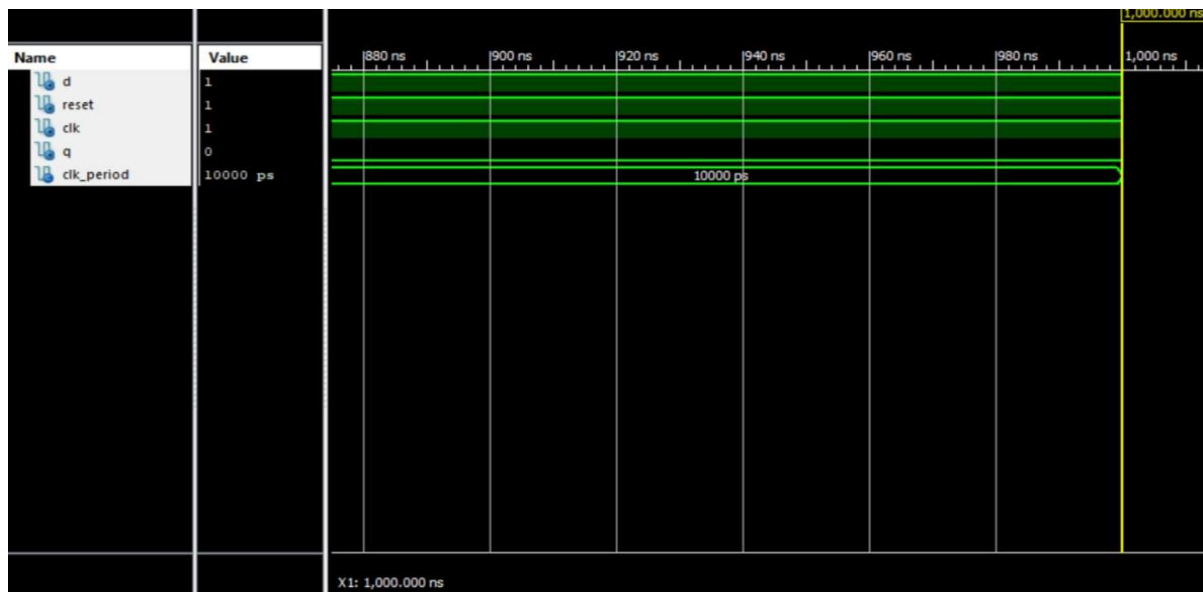 1,000.000 ns
Name Value
880 ns 900 ns 920 ns 940 ns 960 ns 980 ns 1,000 ns
d 1
reset 1
clk 1
q 0
clk_period 10000 ps 10000 ps
X1: 1,000.000 ns